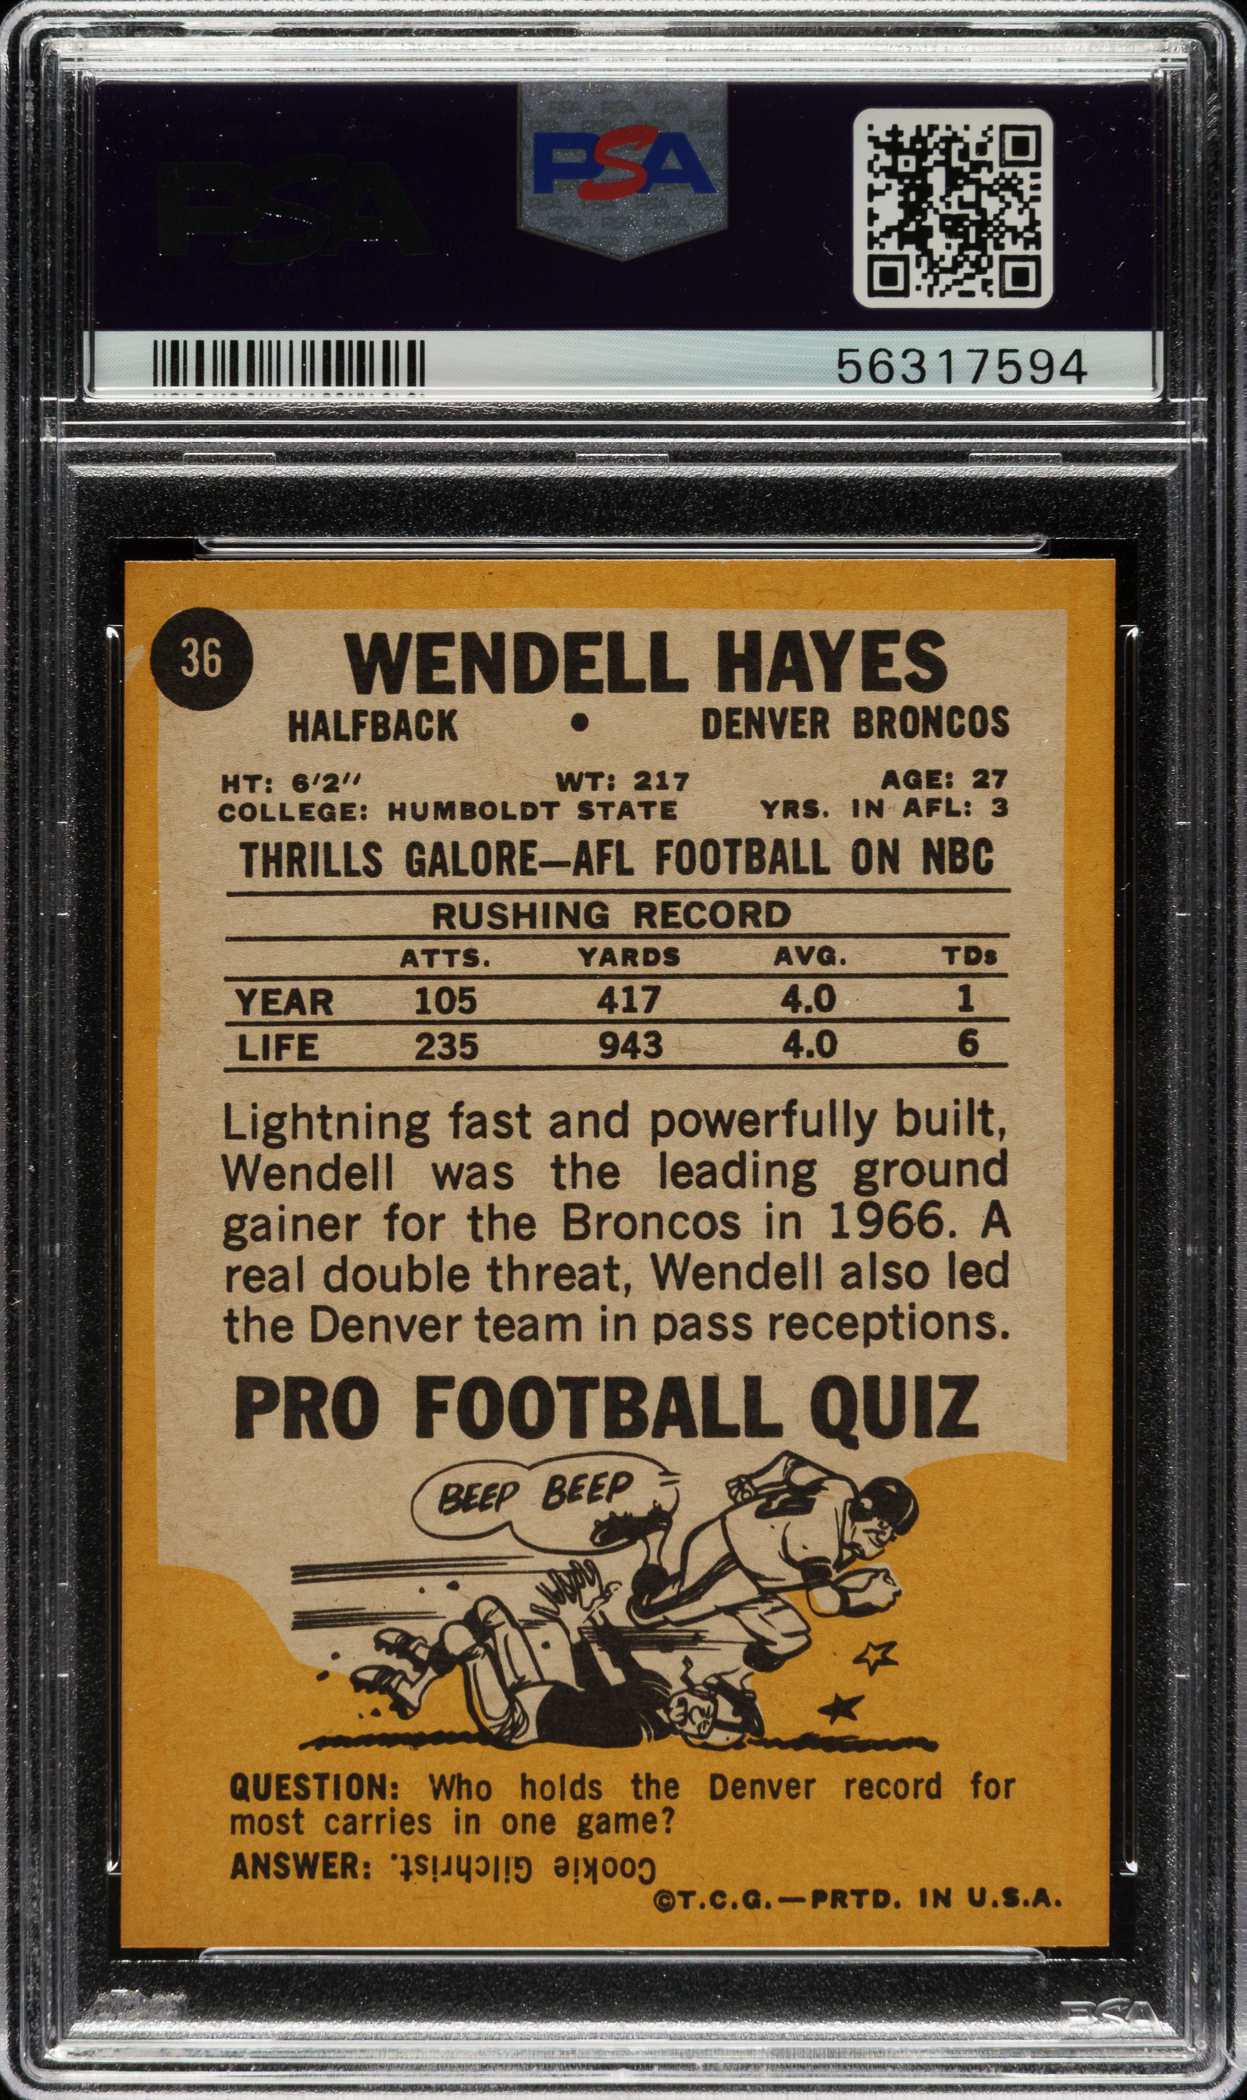 PSA
PSA
56317594
36
WENDELL HAYES
HALFBACK • DENVER BRONCOS
HT: 6'2" WT: 217 AGE: 27
COLLEGE: HUMBOLDT STATE YRS. IN AFL: 3
THRILLS GALORE—AFL FOOTBALL ON NBC
RUSHING RECORD
ATTS. YARDS AVG. TDs
YEAR 105 417 4.0 1
LIFE 235 943 4.0 6
Lightning fast and powerfully built,
Wendell was the leading ground
gainer for the Broncos in 1966. A
real double threat, Wendell also led
the Denver team in pass receptions.
PRO FOOTBALL QUIZ
BEEP BEEP
QUESTION: Who holds the Denver record for
most carries in one game?
ANSWER: Cookie Gilchrist.
©T.C.G.—PRTD. IN U.S.A.
PSA